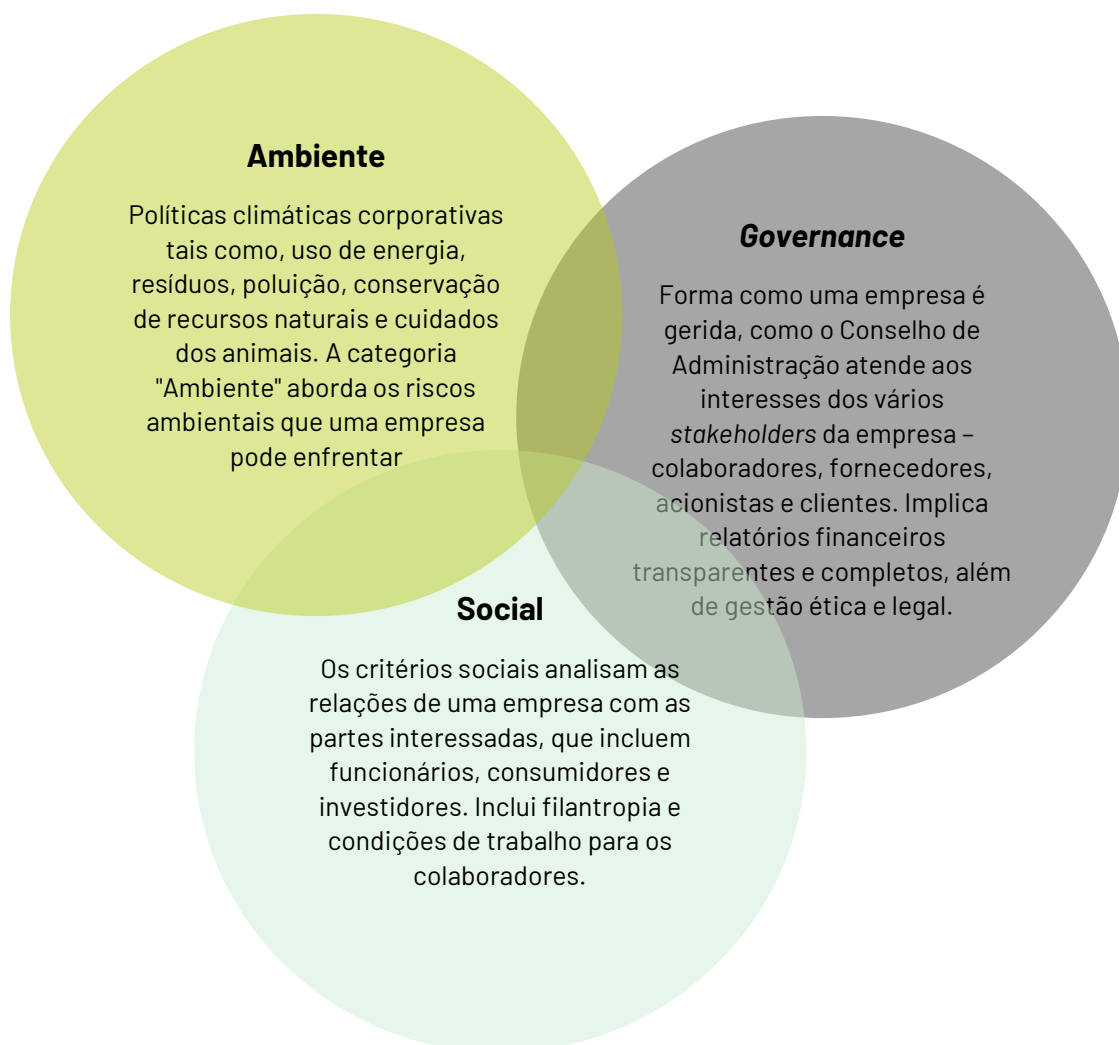 Ambiente
Políticas climáticas corporativas
tais como, uso de energia,
resíduos, poluição, conservação
de recursos naturais e cuidados
dos animais. A categoria
"Ambiente" aborda os riscos
ambientais que uma empresa
pode enfrentar
Governance
Forma como uma empresa é
gerida, como o Conselho de
Administração atende aos
interesses dos vários
stakeholders da empresa –
colaboradores, fornecedores,
acionistas e clientes. Implica
relatórios financeiros
transparentes e completos, além
de gestão ética e legal.
Social
Os critérios sociais analisam as
relações de uma empresa com as
partes interessadas, que incluem
funcionários, consumidores e
investidores. Inclui filantropia e
condições de trabalho para os
colaboradores.